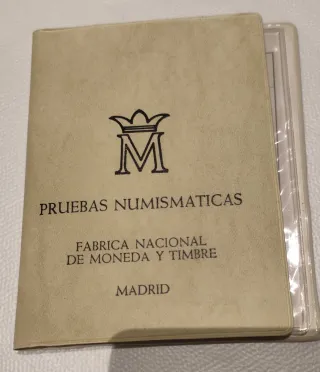 M
PRUEBAS NUMISMATICAS
FABRICA NACIONAL
DE MONEDA Y TIMBRE
MADRID